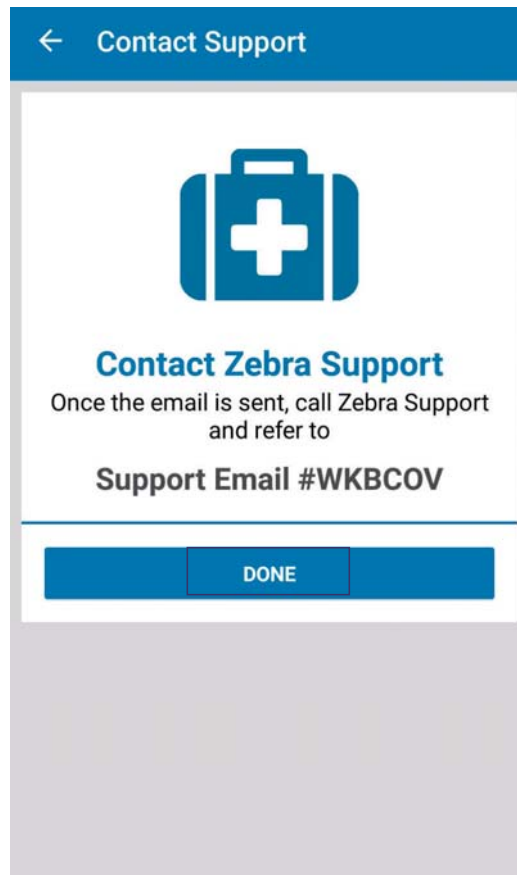 Contact Support
Contact Zebra Support
Once the email is sent, call Zebra Support
and refer to
Support Email #WKBCOV
DONE